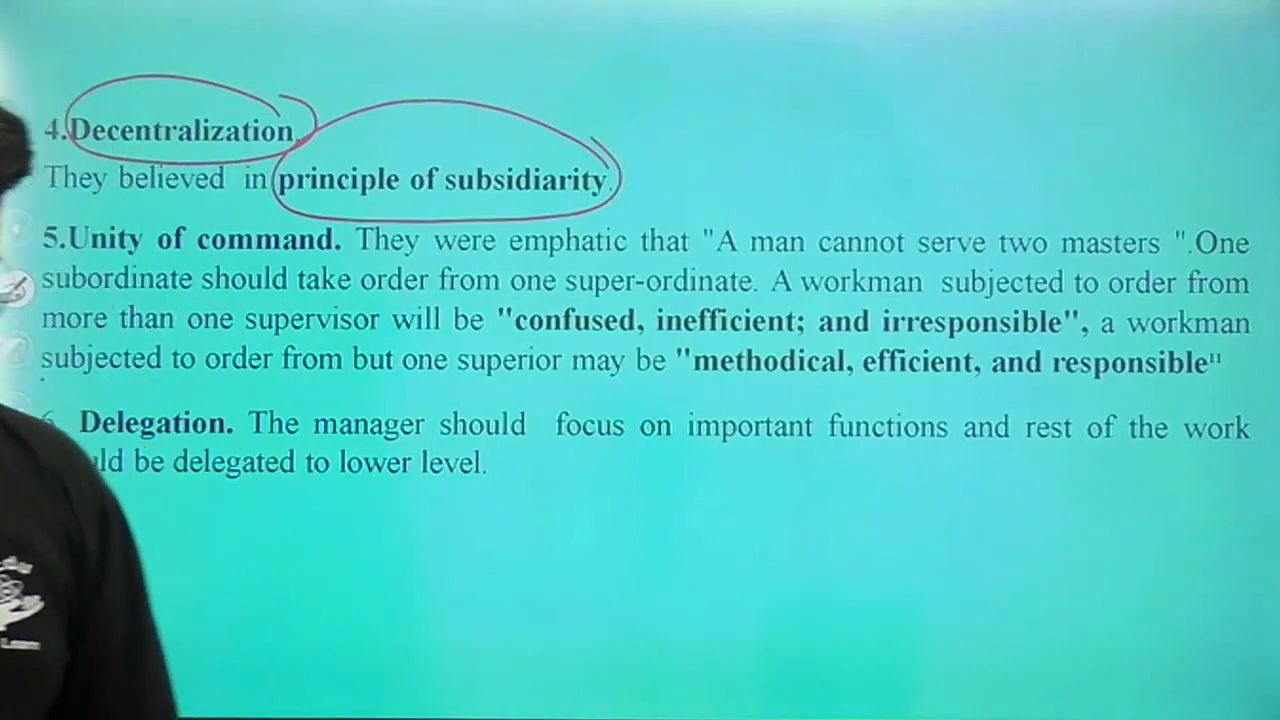 4.Decentralization.
They believed in principle of subsidiarity.
5.Unity of command. They were emphatic that "A man cannot serve two masters ".One
subordinate should take order from one super-ordinate. A workman subjected to order from
more than one supervisor will be "confused, inefficient; and irresponsible", a workman
subjected to order from but one superior may be "methodical, efficient, and responsible"
6 Delegation. The manager should focus on important functions and rest of the work
ld be delegated to lower level.
Learn